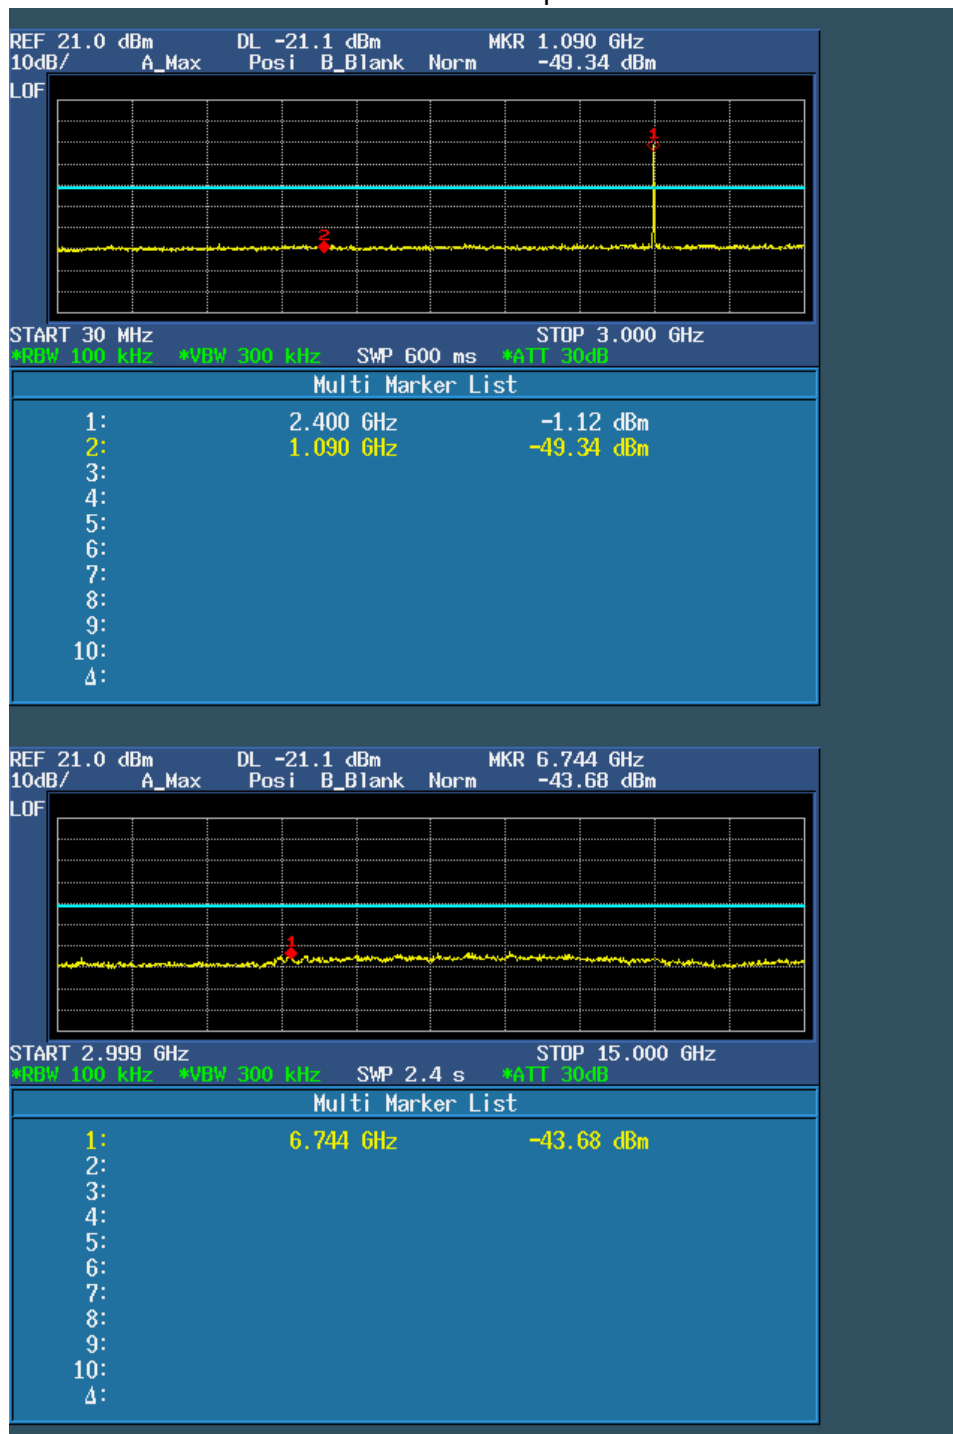 REF 21.0 dBm DL -21.1 dBm MKR 1.090 GHz
10dB/ A_Max Posi B_Blank Norm -49.34 dBm
LOF
1
2
START 30 MHz STOP 3.000 GHz
*RBW 100 kHz *VBW 300 kHz SWP 600 ms *ATT 30dB
Multi Marker List
1: 2.400 GHz -1.12 dBm
2: 1.090 GHz -49.34 dBm
3:
4:
5:
6:
7:
8:
9:
10:
Δ:
REF 21.0 dBm DL -21.1 dBm MKR 6.744 GHz
10dB/ A_Max Posi B_Blank Norm -43.68 dBm
LOF
1
START 2.999 GHz STOP 15.000 GHz
*RBW 100 kHz *VBW 300 kHz SWP 2.4 s *ATT 30dB
Multi Marker List
1: 6.744 GHz -43.68 dBm
2:
3:
4:
5:
6:
7:
8:
9:
10:
Δ: